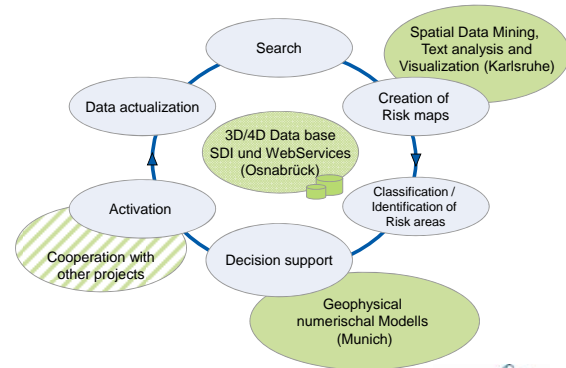 Search
Spatial Data Mining,
Text analysis and
Visualization (Karlsruhe)
Data actualization
Creation of
Risk maps
3D/4D Data base
SDI und WebServices
(Osnabrück)
Activation
Classification /
Identification of
Risk areas
Cooperation with
other projects
Decision support
Geophysical
numerischal Modells
(Munich)